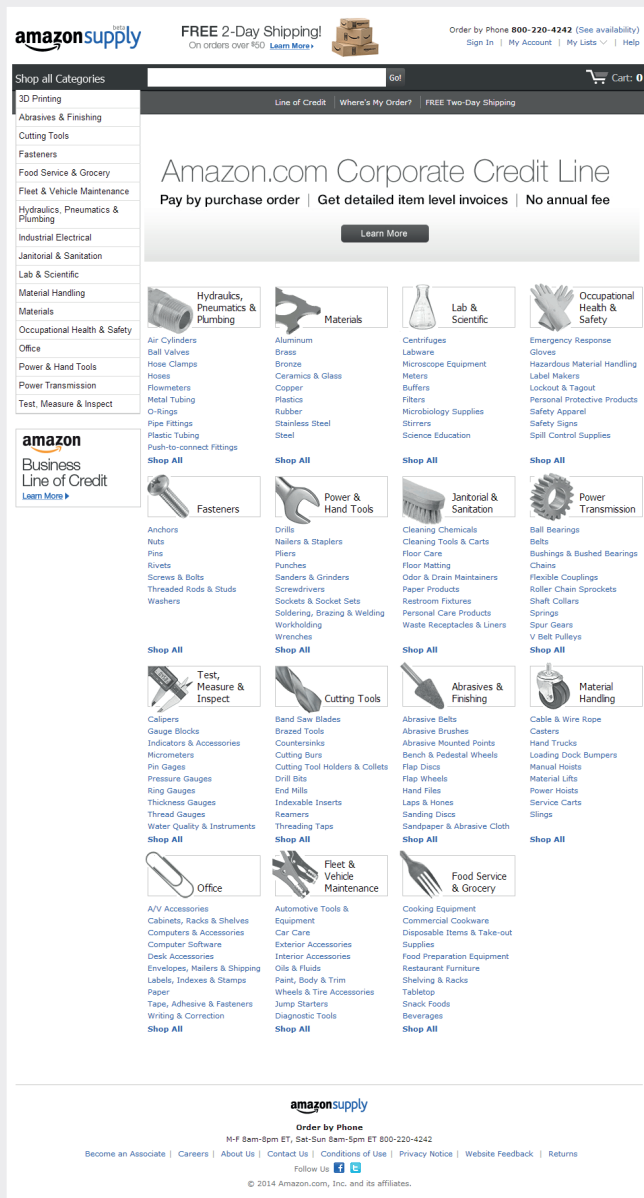 beta
amazonsupply
FREE 2-Day Shipping!
On orders over $50 Learn More
Order by Phone 800-220-4242 (See availability)
Sign In | My Account | My Lists | Help
Shop all Categories
Go!
Cart: 0
Line of Credit | Where's My Order? | FREE Two-Day Shipping
3D Printing
Abrasives & Finishing
Cutting Tools
Fasteners
Food Service & Grocery
Fleet & Vehicle Maintenance
Hydraulics, Pneumatics &
Plumbing
Industrial Electrical
Janitorial & Sanitation
Lab & Scientific
Material Handling
Materials
Occupational Health & Safety
Office
Power & Hand Tools
Power Transmission
Test, Measure & Inspect
amazon
Business
Line of Credit
Learn More
Amazon.com Corporate Credit Line
Pay by purchase order | Get detailed item level invoices | No annual fee
Learn More
Hydraulics,
Pneumatics &
Plumbing
Air Cylinders
Ball Valves
Hose Clamps
Hoses
Flowmeters
Metal Tubing
O-Rings
Pipe Fittings
Plastic Tubing
Push-to-connect Fittings
Shop All
Materials
Aluminum
Brass
Bronze
Ceramics & Glass
Copper
Plastics
Rubber
Stainless Steel
Steel
Shop All
Lab &
Scientific
Centrifuges
Labware
Microscope Equipment
Meters
Buffers
Filters
Microbiology Supplies
Stirrers
Science Education
Shop All
Occupational
Health &
Safety
Emergency Response
Gloves
Hazardous Material Handling
Label Makers
Lockout & Tagout
Personal Protective Products
Safety Apparel
Safety Signs
Spill Control Supplies
Shop All
Fasteners
Anchors
Nuts
Pins
Rivets
Screws & Bolts
Threaded Rods & Studs
Washers
Shop All
Power &
Hand Tools
Drills
Nailers & Staplers
Pliers
Punches
Sanders & Grinders
Screwdrivers
Sockets & Socket Sets
Soldering, Brazing & Welding
Workholding
Wrenches
Shop All
Janitorial &
Sanitation
Cleaning Chemicals
Cleaning Tools & Carts
Floor Care
Floor Matting
Odor & Drain Maintainers
Paper Products
Restroom Fixtures
Personal Care Products
Waste Receptacles & Liners
Shop All
Power
Transmission
Ball Bearings
Belts
Bushings & Bushed Bearings
Chains
Flexible Couplings
Roller Chain Sprockets
Shaft Collars
Springs
Spur Gears
V Belt Pulleys
Shop All
Test,
Measure &
Inspect
Calipers
Gauge Blocks
Indicators & Accessories
Micrometers
Pin Gages
Pressure Gauges
Ring Gauges
Thickness Gauges
Thread Gauges
Water Quality & Instruments
Shop All
Cutting Tools
Band Saw Blades
Brazed Tools
Countersinks
Cutting Burs
Cutting Tool Holders & Collets
Drill Bits
End Mills
Indexable Inserts
Reamers
Threading Taps
Shop All
Abrasives &
Finishing
Abrasive Belts
Abrasive Brushes
Abrasive Mounted Points
Bench & Pedestal Wheels
Flap Discs
Flap Wheels
Hand Files
Laps & Hones
Sanding Discs
Sandpaper & Abrasive Cloth
Shop All
Material
Handling
Cable & Wire Rope
Casters
Hand Trucks
Loading Dock Bumpers
Manual Hoists
Material Lifts
Power Hoists
Service Carts
Slings
Shop All
Office
A/V Accessories
Cabinets, Racks & Shelves
Computers & Accessories
Computer Software
Desk Accessories
Envelopes, Mailers & Shipping
Labels, Indexes & Stamps
Paper
Tape, Adhesive & Fasteners
Writing & Correction
Shop All
Fleet &
Vehicle
Maintenance
Automotive Tools &
Equipment
Car Care
Exterior Accessories
Interior Accessories
Oils & Fluids
Paint, Body & Trim
Wheels & Tire Accessories
Jump Starters
Diagnostic Tools
Shop All
Food Service
& Grocery
Cooking Equipment
Commercial Cookware
Disposable Items & Take-out
Supplies
Food Preparation Equipment
Restaurant Furniture
Shelving & Racks
Tabletop
Snack Foods
Beverages
Shop All
amazonsupply
Order by Phone
M-F 8am-8pm ET, Sat-Sun 8am-5pm ET 800-220-4242
Become an Associate | Careers | About Us | Contact Us | Conditions of Use | Privacy Notice | Website Feedback | Returns
Follow Us
© 2014 Amazon.com, Inc. and its affiliates.